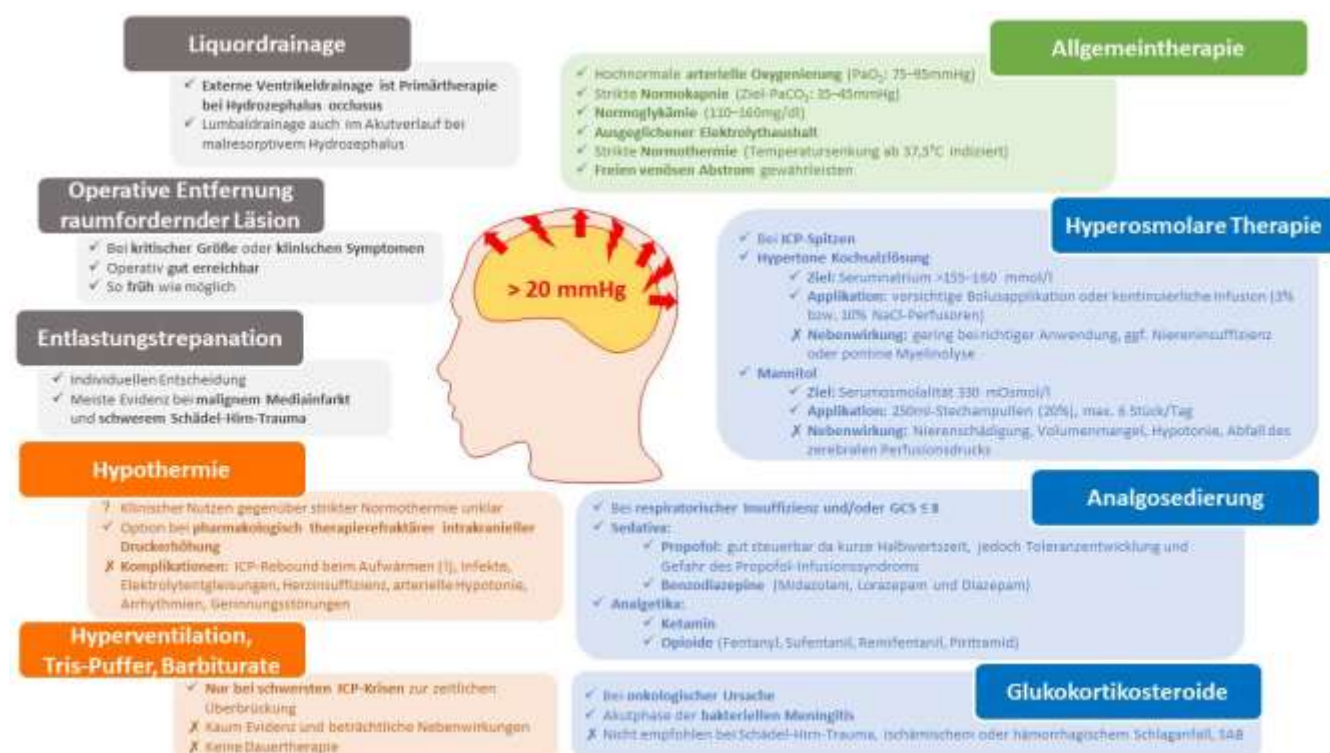 Liquordrainage
✓ Externe Ventrikeldrainage ist Primärtherapie
bei Hydrozephalus occlusus
✓ Lumbaldrainage auch im Akutverlauf bei
malresorptivem Hydrozephalus
Operative Entfernung
raumfordernder Läsion
✓ Bei kritischer Größe oder klinischen Symptomen
✓ Operativ gut erreichbar
✓ So früh wie möglich
Entlastungstrepanation
✓ Individuellen Entscheidung
✓ Meiste Evidenz bei malignem Mediainfarkt
und schwerem Schädel-Hirn-Trauma
Hypothermie
? Klinischer Nutzen gegenüber strikter Normothermie unklar
✓ Option bei pharmakologisch therapierefraktärer intrakranieller
Druckerhöhung
✗ Komplikationen: ICP-Rebound beim Aufwärmen (!), Infekte,
Elektrolytentgleisungen, Herzinsuffizienz, arterielle Hypotonie,
Arrhythmien, Gerinnungsstörungen
Hyperventilation,
Tris-Puffer, Barbiturate
✓ Nur bei schwersten ICP-Krisen zur zeitlichen
Überbrückung
✗ Kaum Evidenz und beträchtliche Nebenwirkungen
✗ Keine Dauertherapie
> 20 mmHg
Allgemeintherapie
✓ Hochnormale arterielle Oxygenierung (PaO₂: 75–95mmHg)
✓ Strikte Normokapnie (Ziel-PaCO₂: 35–45mmHg)
✓ Normoglykämie (110–160mg/dl)
✓ Ausgeglichener Elektrolythaushalt
✓ Strikte Normothermie (Temperatursenkung ab 37,5°C indiziert)
✓ Freien venösen Abstrom gewährleisten
Hyperosmolare Therapie
✓ Bei ICP-Spitzen
✓ Hypertone Kochsalzlösung
✓ Ziel: Serumnatrium >155–160 mmol/l
✓ Applikation: vorsichtige Bolusapplikation oder kontinuierliche Infusion (3%
bzw. 10% NaCl-Perfusoren)
✗ Nebenwirkung: gering bei richtiger Anwendung, ggf. Niereninsuffizienz
oder pontine Myelinolyse
✓ Mannitol
✓ Ziel: Serumosmolalität 330 mOsmol/l
✓ Applikation: 250ml-Stechampullen (20%), max. 6 Stück/Tag
✗ Nebenwirkung: Nierenschädigung, Volumenmangel, Hypotonie, Abfall des
zerebralen Perfusionsdrucks
Analgosedierung
✓ Bei respiratorischer Insuffizienz und/oder GCS ≤ 8
✓ Sedativa:
✓ Propofol: gut steuerbar da kurze Halbwertszeit, jedoch Toleranzentwicklung und
Gefahr des Propofol-Infusionssyndroms
✓ Benzodiazepine (Midazolam, Lorazepam und Diazepam)
✓ Analgetika:
✓ Ketamin
✓ Opioide (Fentanyl, Sufentanil, Remifentanil, Piritramid)
Glukokortikosteroide
✓ Bei onkologischer Ursache
✓ Akutphase der bakteriellen Meningitis
✗ Nicht empfohlen bei Schädel-Hirn-Trauma, ischämischem oder hämorrhagischem Schlaganfall, SAB